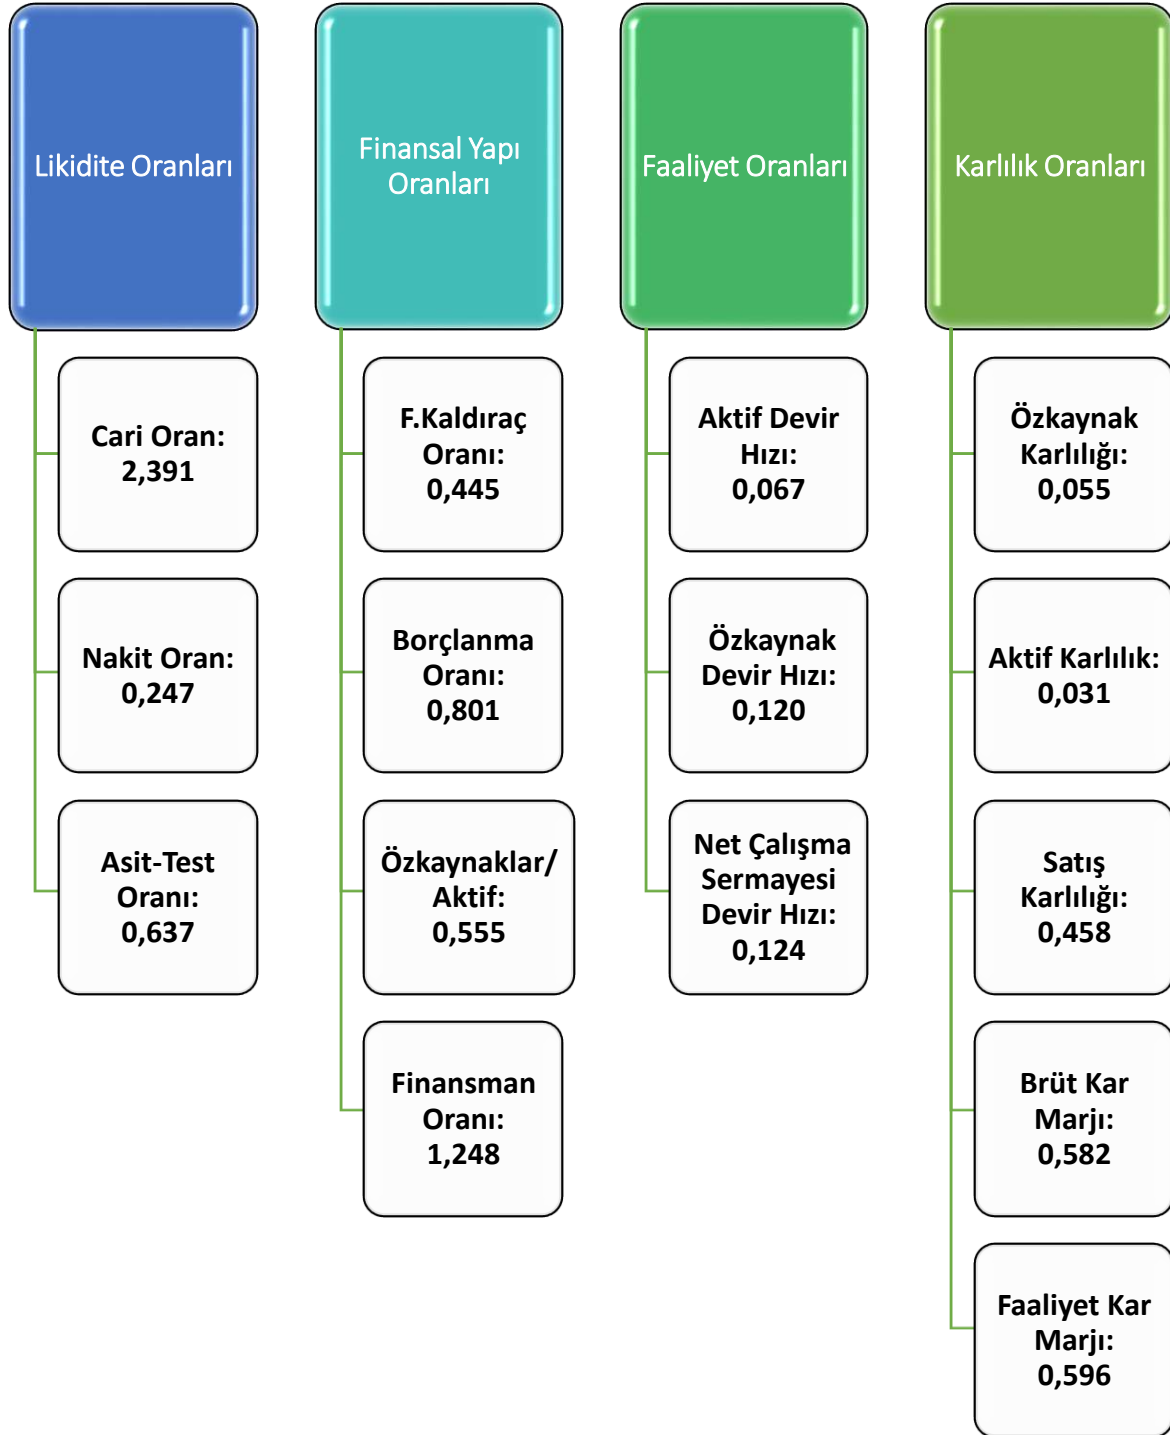 Likidite Oranları
Cari Oran:
2,391
Nakit Oran:
0,247
Asit-Test
Oranı:
0,637
Finansal Yapı
Oranları
F.Kaldıraç
Oranı:
0,445
Borçlanma
Oranı:
0,801
Özkaynaklar/
Aktif:
0,555
Finansman
Oranı:
1,248
Faaliyet Oranları
Aktif Devir
Hızı:
0,067
Özkaynak
Devir Hızı:
0,120
Net Çalışma
Sermayesi
Devir Hızı:
0,124
Karlılık Oranları
Özkaynak
Karlılığı:
0,055
Aktif Karlılık:
0,031
Satış
Karlılığı:
0,458
Brüt Kar
Marjı:
0,582
Faaliyet Kar
Marjı:
0,596